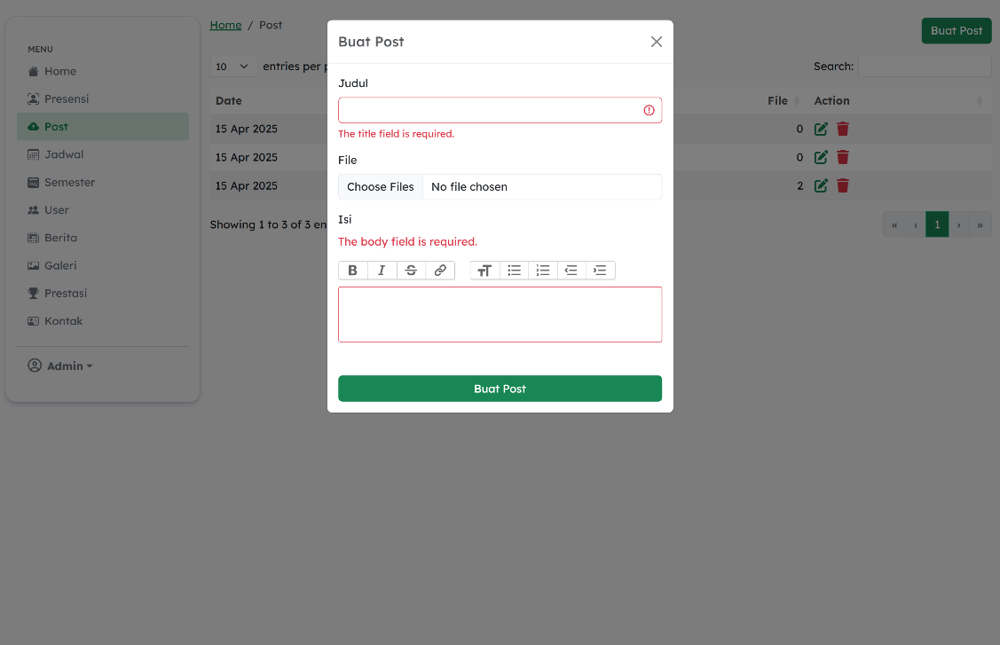 Home / Post
Buat Post
MENU
Home
Presensi
Post
Jadwal
Semester
User
Berita
Galeri
Prestasi
Kontak
Admin
10 entries per
Search:
Date File Action
15 Apr 2025 0
15 Apr 2025 0
15 Apr 2025 2
Showing 1 to 3 of 3 en
« ‹ 1 › »
Buat Post
Judul
The title field is required.
File
Choose Files No file chosen
Isi
The body field is required.
Buat Post